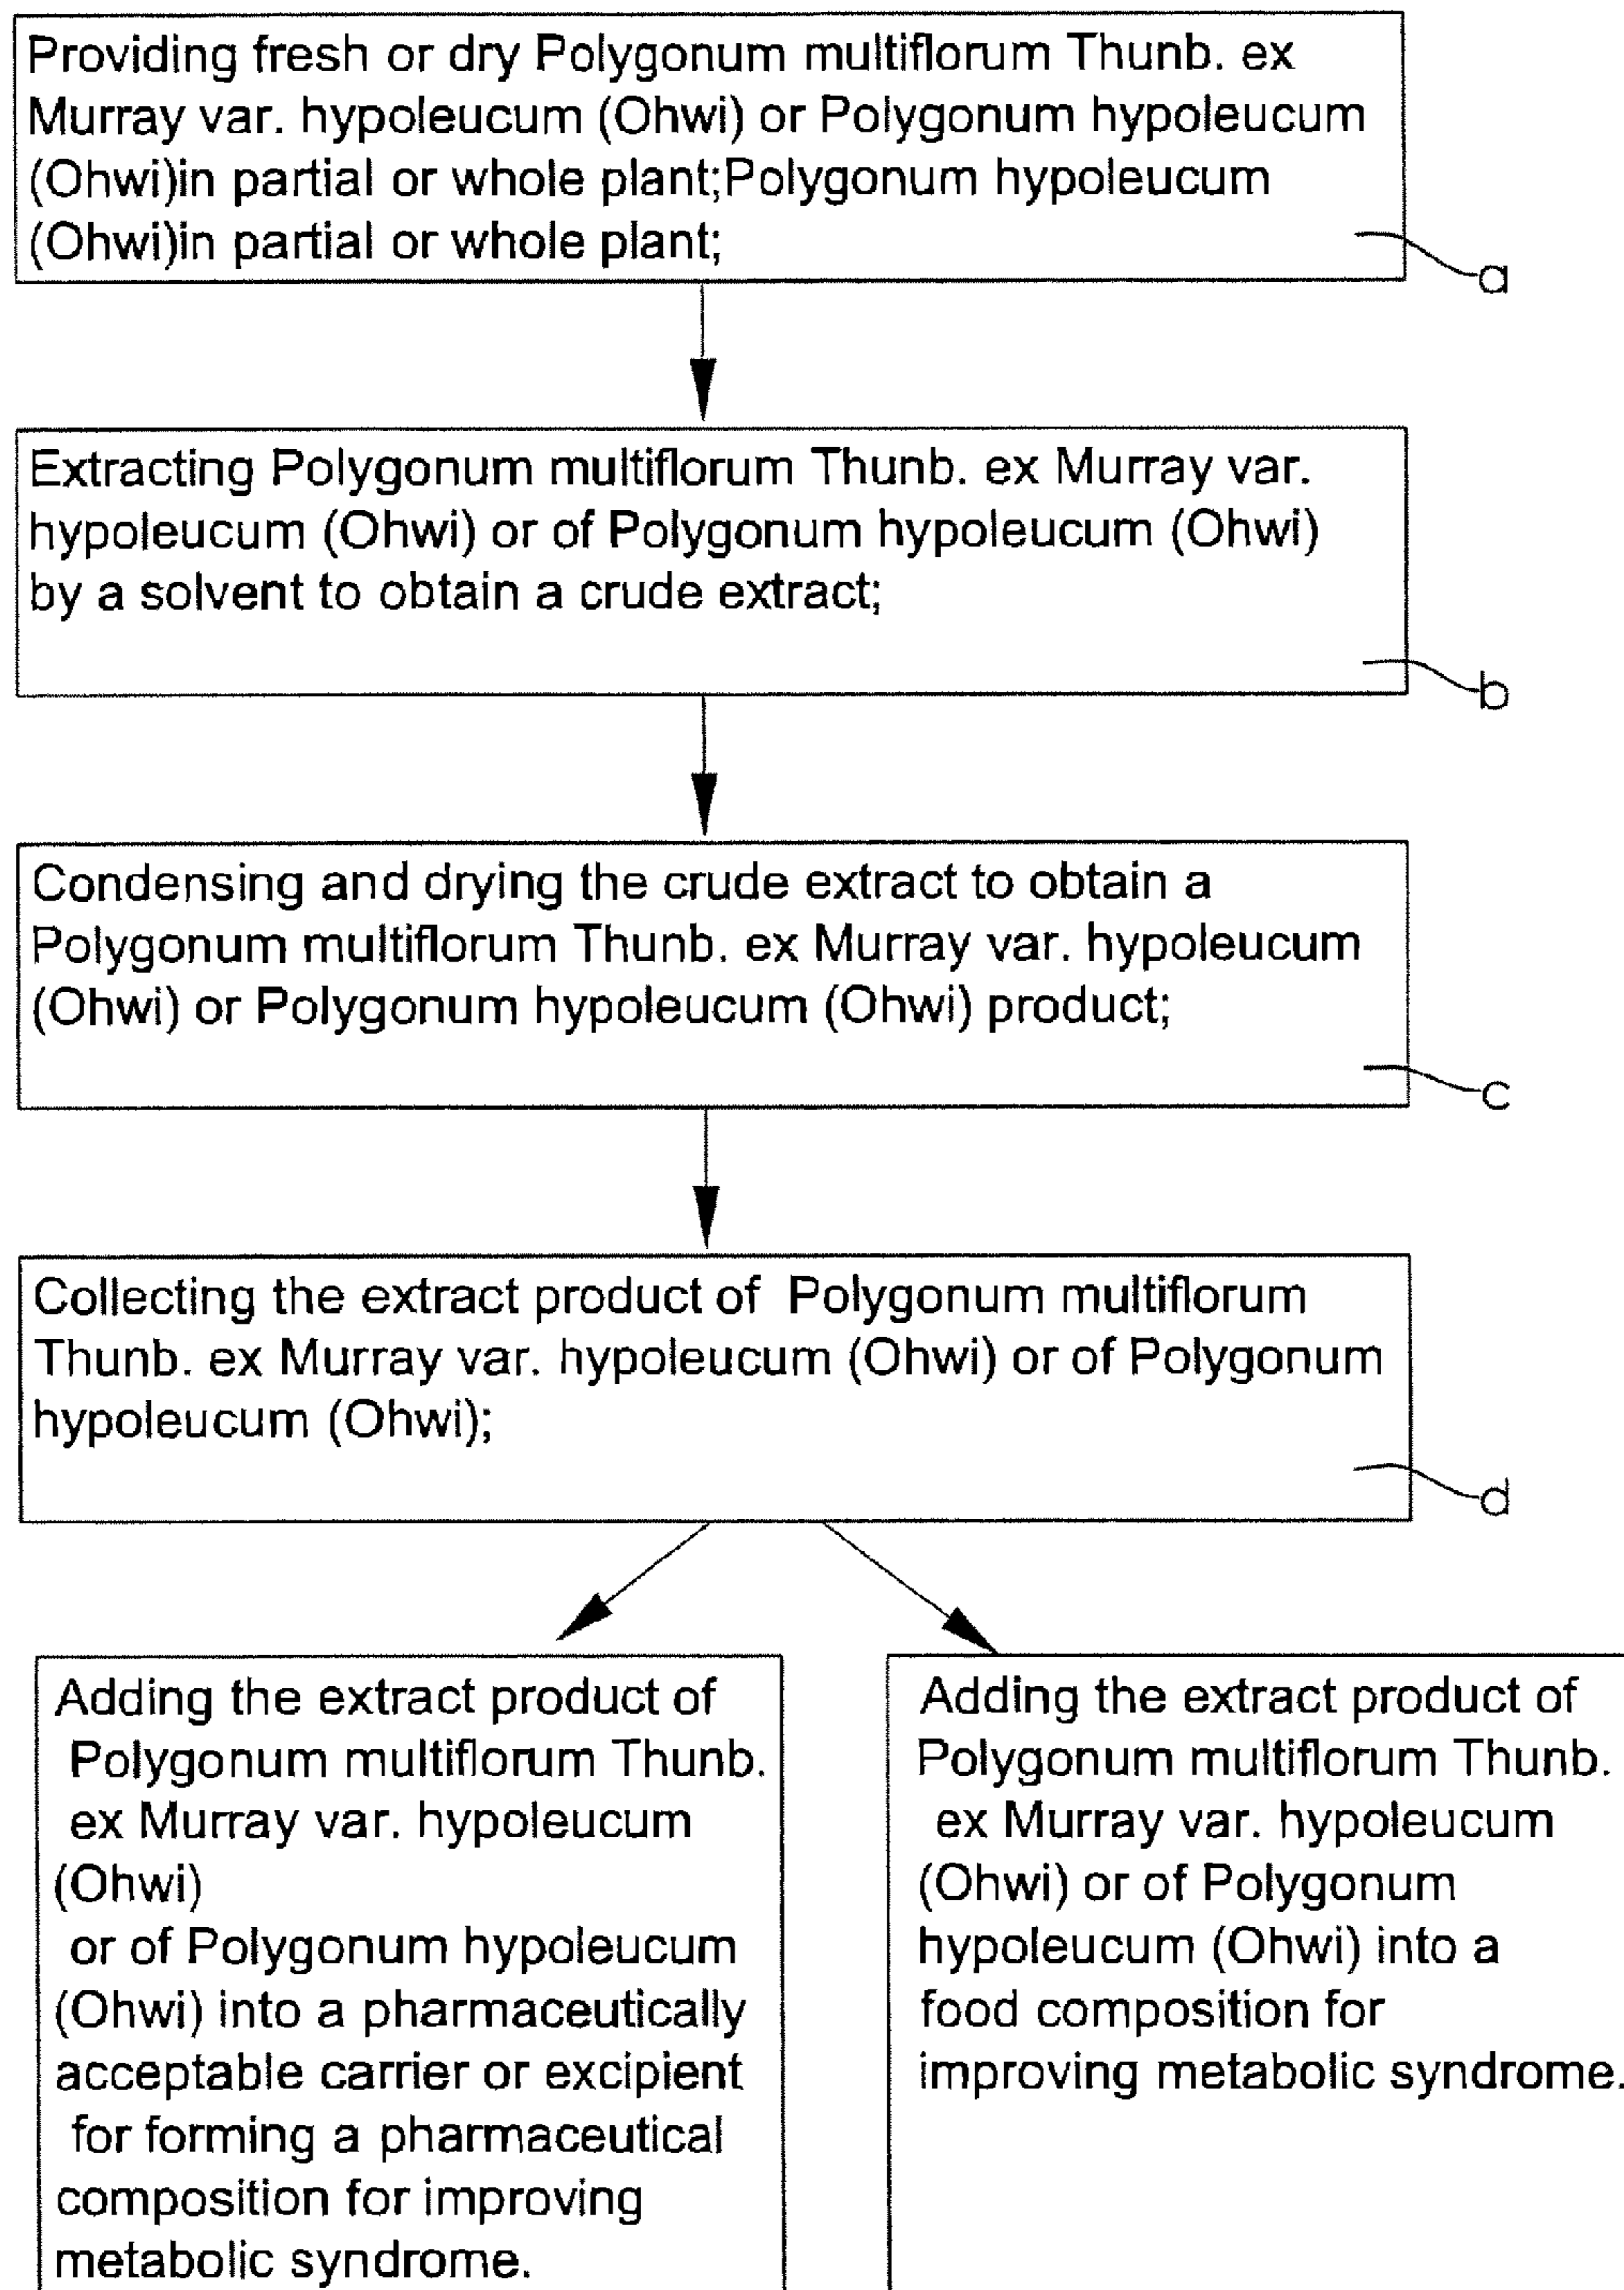 Providing fresh or dry Polygonum multiflorum Thunb. ex
Murray var. hypoleucum (Ohwi) or Polygonum hypoleucum
(Ohwi)in partial or whole plant;Polygonum hypoleucum
(Ohwi)in partial or whole plant;
a
Extracting Polygonum multiflorum Thunb. ex Murray var.
hypoleucum (Ohwi) or of Polygonum hypoleucum (Ohwi)
by a solvent to obtain a crude extract;
b
Condensing and drying the crude extract to obtain a
Polygonum multiflorum Thunb. ex Murray var. hypoleucum
(Ohwi) or Polygonum hypoleucum (Ohwi) product;
c
Collecting the extract product of Polygonum multiflorum
Thunb. ex Murray var. hypoleucum (Ohwi) or of Polygonum
hypoleucum (Ohwi);
d
Adding the extract product of
Polygonum multiflorum Thunb.
ex Murray var. hypoleucum
(Ohwi)
or of Polygonum hypoleucum
(Ohwi) into a pharmaceutically
acceptable carrier or excipient
for forming a pharmaceutical
composition for improving
metabolic syndrome.
Adding the extract product of
Polygonum multiflorum Thunb.
ex Murray var. hypoleucum
(Ohwi) or of Polygonum
hypoleucum (Ohwi) into a
food composition for
improving metabolic syndrome.